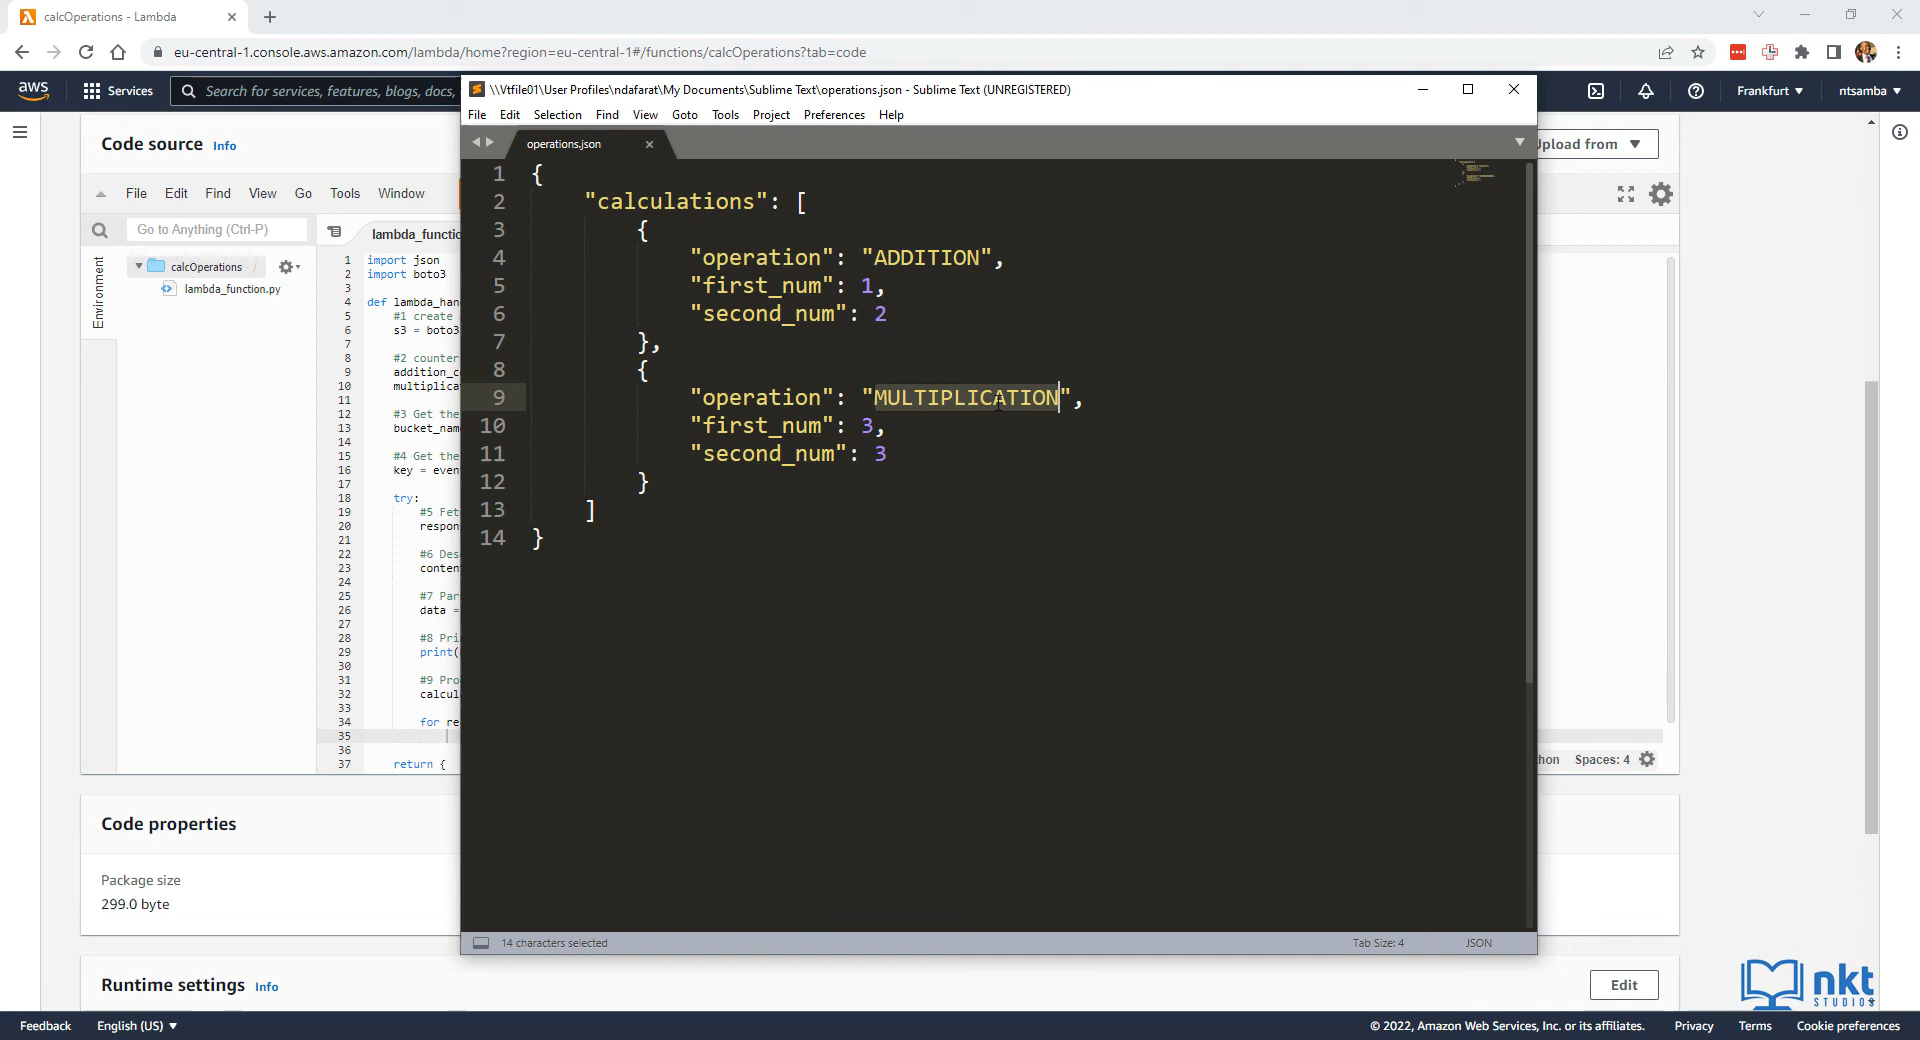 calcOperations - Lambda
eu-central-1.console.aws.amazon.com/lambda/home?region=eu-central-1#/functions/calcOperations?tab=code
aws
Services
Search for services, features, blogs, docs,
Frankfurt
ntsamba
\\Vtfile01\User Profiles\ndafarat\My Documents\Sublime Text\operations.json - Sublime Text (UNREGISTERED)
File Edit Selection Find View Goto Tools Project Preferences Help
operations.json
1 {
2 "calculations": [
3 {
4 "operation": "ADDITION",
5 "first_num": 1,
6 "second_num": 2
7 },
8 {
9 "operation": "MULTIPLICATION",
10 "first_num": 3,
11 "second_num": 3
12 }
13 ]
14 }
14 characters selected
Tab Size: 4
JSON
Code source Info
Upload from
File Edit Find View Go Tools Window
Go to Anything (Ctrl-P)
Environment
calcOperations /
lambda_function.py
lambda_functio
1 import json
2 import boto3
3
4 def lambda_han
5 #1 create
6 s3 = boto3
7
8 #2 counter
9 addition_c
10 multiplica
11
12 #3 Get the
13 bucket_nam
14
15 #4 Get the
16 key = even
17
18 try:
19 #5 Fet
20 respon
21
22 #6 Des
23 conten
24
25 #7 Par
26 data =
27
28 #8 Pri
29 print(
30
31 #9 Pro
32 calcul
33
34 for re
35
36
37 return {
hon Spaces: 4
Code properties
Package size
299.0 byte
Runtime settings Info
Edit
nkt
STUDIOS
Feedback English (US)
© 2022, Amazon Web Services, Inc. or its affiliates. Privacy Terms Cookie preferences